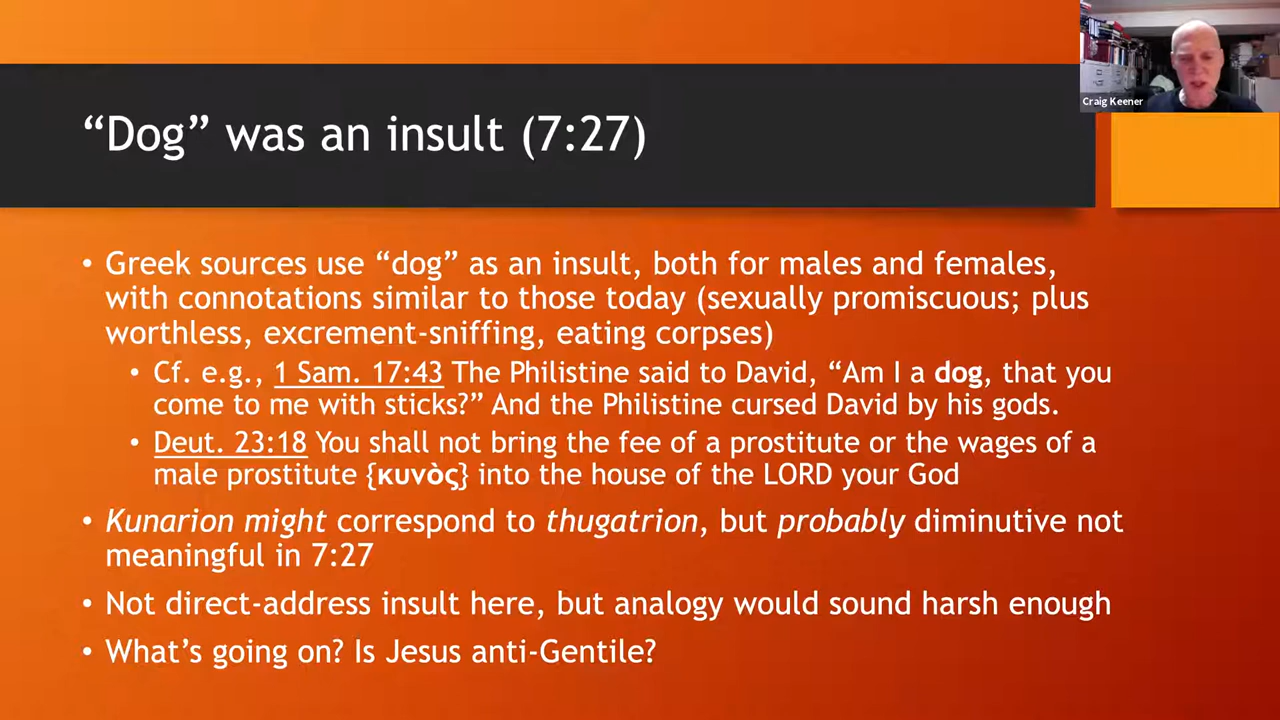 Craig Keener
“Dog” was an insult (7:27)
• Greek sources use “dog” as an insult, both for males and females,
with connotations similar to those today (sexually promiscuous; plus
worthless, excrement-sniffing, eating corpses)
• Cf. e.g., 1 Sam. 17:43 The Philistine said to David, “Am I a dog, that you
come to me with sticks?” And the Philistine cursed David by his gods.
• Deut. 23:18 You shall not bring the fee of a prostitute or the wages of a
male prostitute {κυνὸς} into the house of the LORD your God
• Kunarion might correspond to thugatrion, but probably diminutive not
meaningful in 7:27
• Not direct-address insult here, but analogy would sound harsh enough
• What’s going on? Is Jesus anti-Gentile?